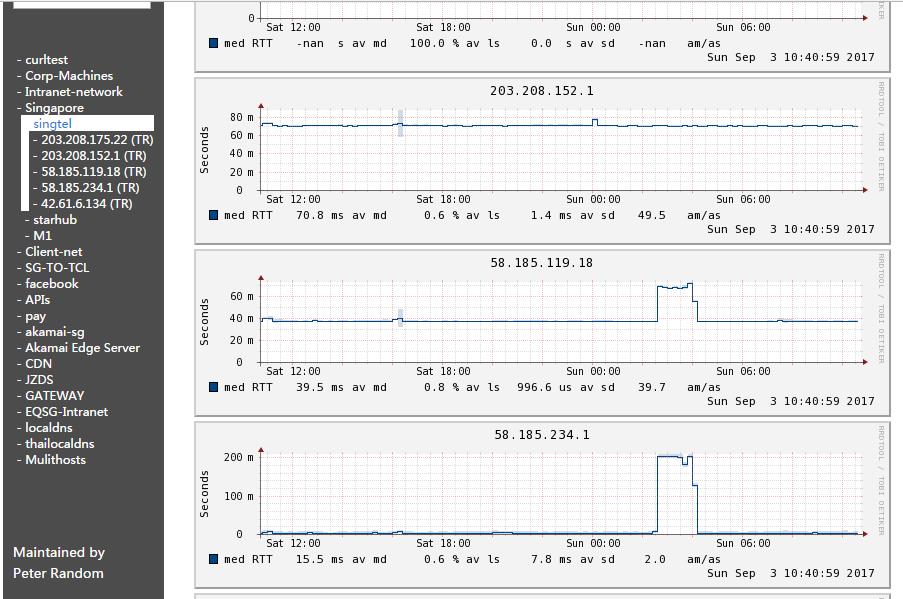 - curltest
- Corp-Machines
- Intranet-network
- Singapore
singtel
- 203.208.175.22 (TR)
- 203.208.152.1 (TR)
- 58.185.119.18 (TR)
- 58.185.234.1 (TR)
- 42.61.6.134 (TR)
- starhub
- M1
- Client-net
- SG-TO-TCL
- facebook
- APIs
- pay
- akamai-sg
- Akamai Edge Server
- CDN
- JZDS
- GATEWAY
- EQSG-Intranet
- localdns
- thailocaldns
- Mulithosts
Maintained by
Peter Random
0
Sat 12:00 Sat 18:00 Sun 00:00 Sun 06:00
med RTT -nan s av md 100.0 % av ls 0.0 s av sd -nan am/as
Sun Sep 3 10:40:59 2017
203.208.152.1
RRDTOOL / TOBI OETIKER
Seconds
80 m
60 m
40 m
20 m
0
Sat 12:00 Sat 18:00 Sun 00:00 Sun 06:00
med RTT 70.8 ms av md 0.6 % av ls 1.4 ms av sd 49.5 am/as
Sun Sep 3 10:40:59 2017
58.185.119.18
RRDTOOL / TOBI OETIKER
Seconds
60 m
40 m
20 m
0
Sat 12:00 Sat 18:00 Sun 00:00 Sun 06:00
med RTT 39.5 ms av md 0.8 % av ls 996.6 us av sd 39.7 am/as
Sun Sep 3 10:40:59 2017
58.185.234.1
RRDTOOL / TOBI OETIKER
Seconds
200 m
100 m
0
Sat 12:00 Sat 18:00 Sun 00:00 Sun 06:00
med RTT 15.5 ms av md 0.6 % av ls 7.8 ms av sd 2.0 am/as
Sun Sep 3 10:40:59 2017